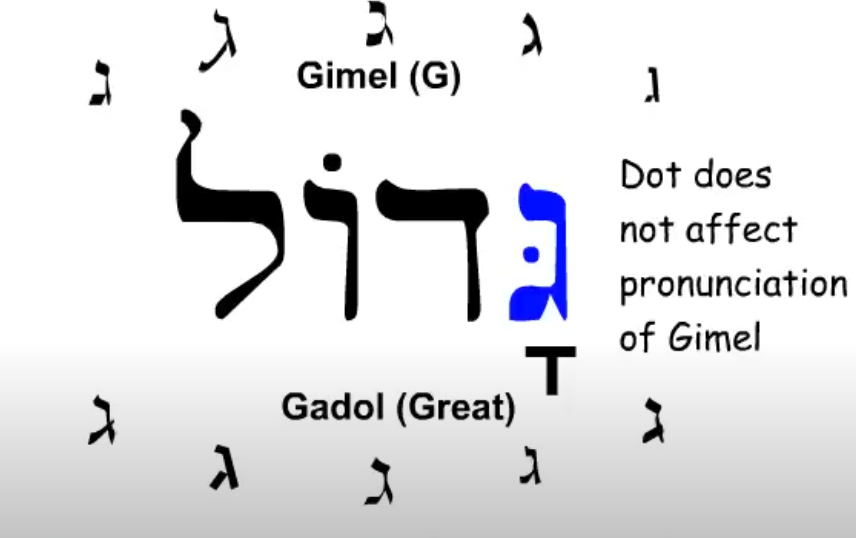 ג ג ג ג ג
Gimel (G)
גָּדוֹל
Dot does
not affect
pronunciation
of Gimel
Gadol (Great)
ג ג ג ג ג